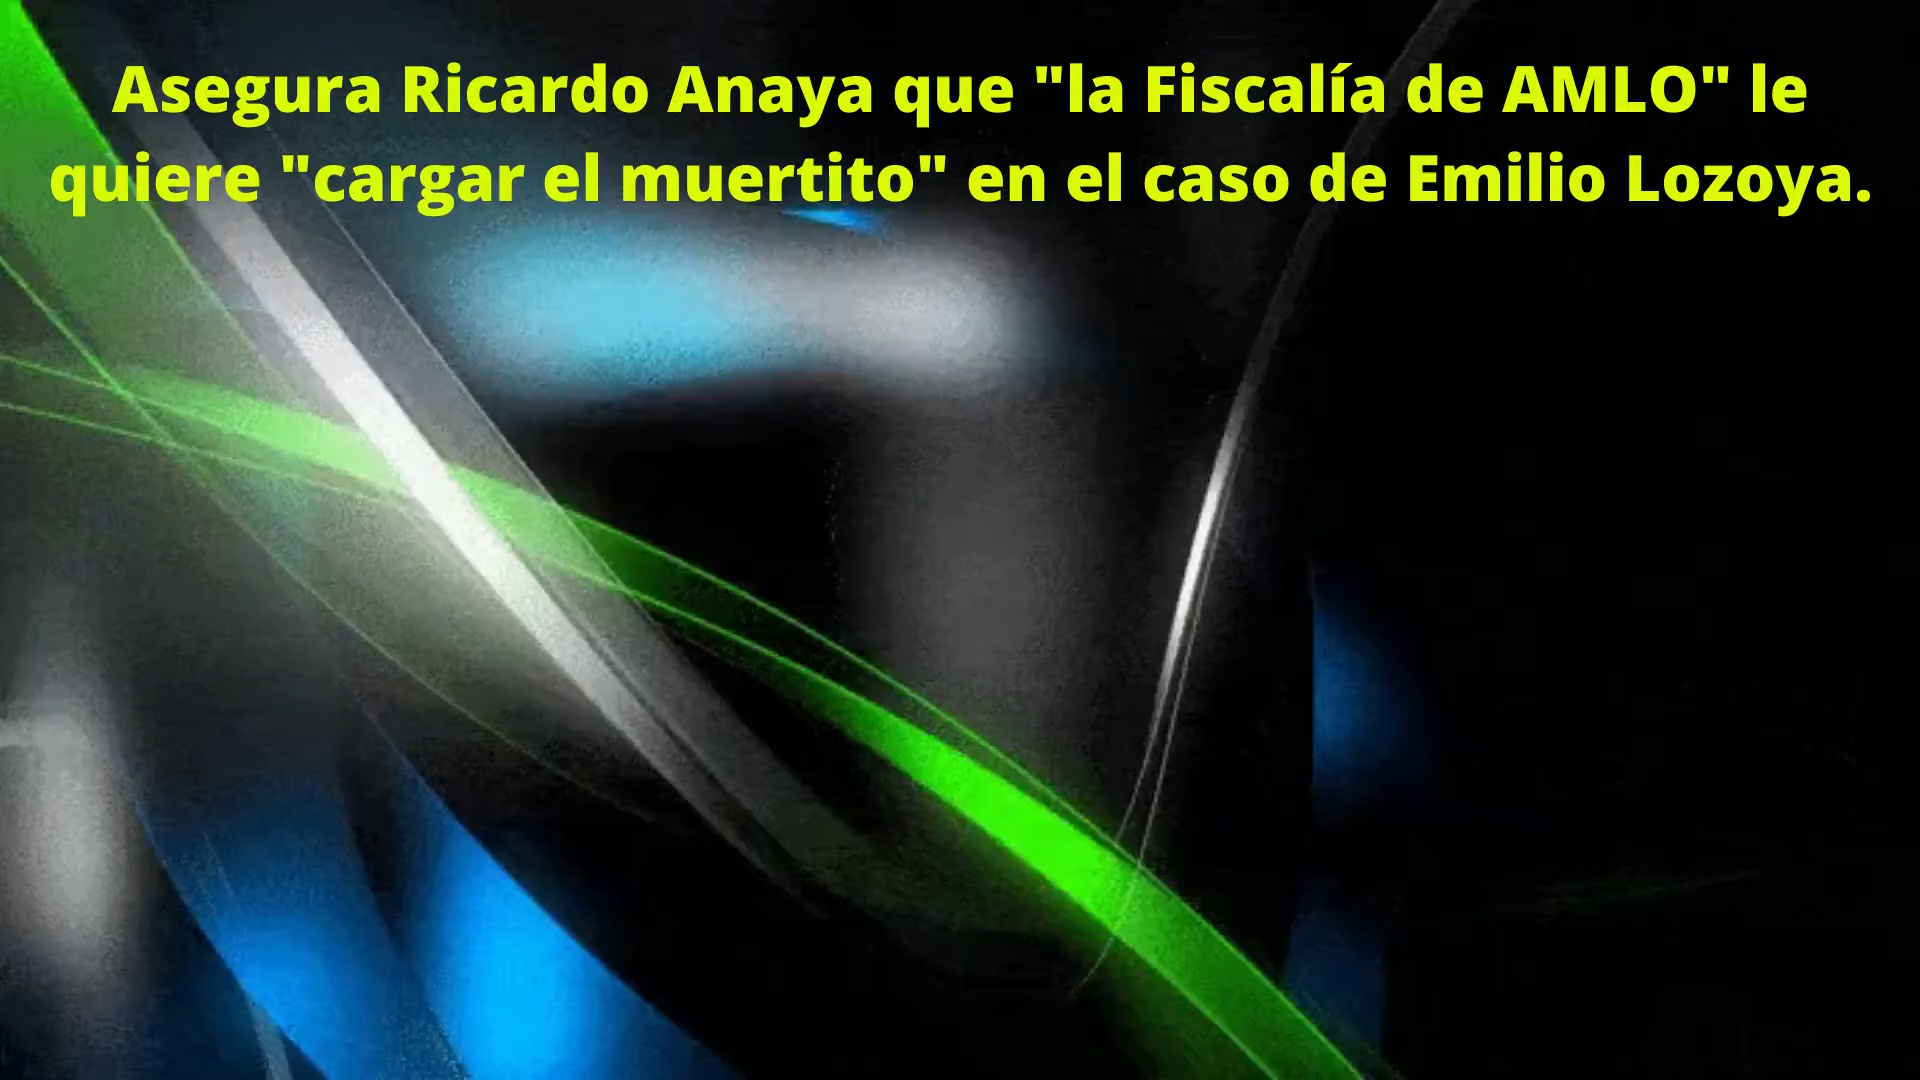 Asegura Ricardo Anaya que "la Fiscalía de AMLO" le
quiere "cargar el muertito" en el caso de Emilio Lozoya.